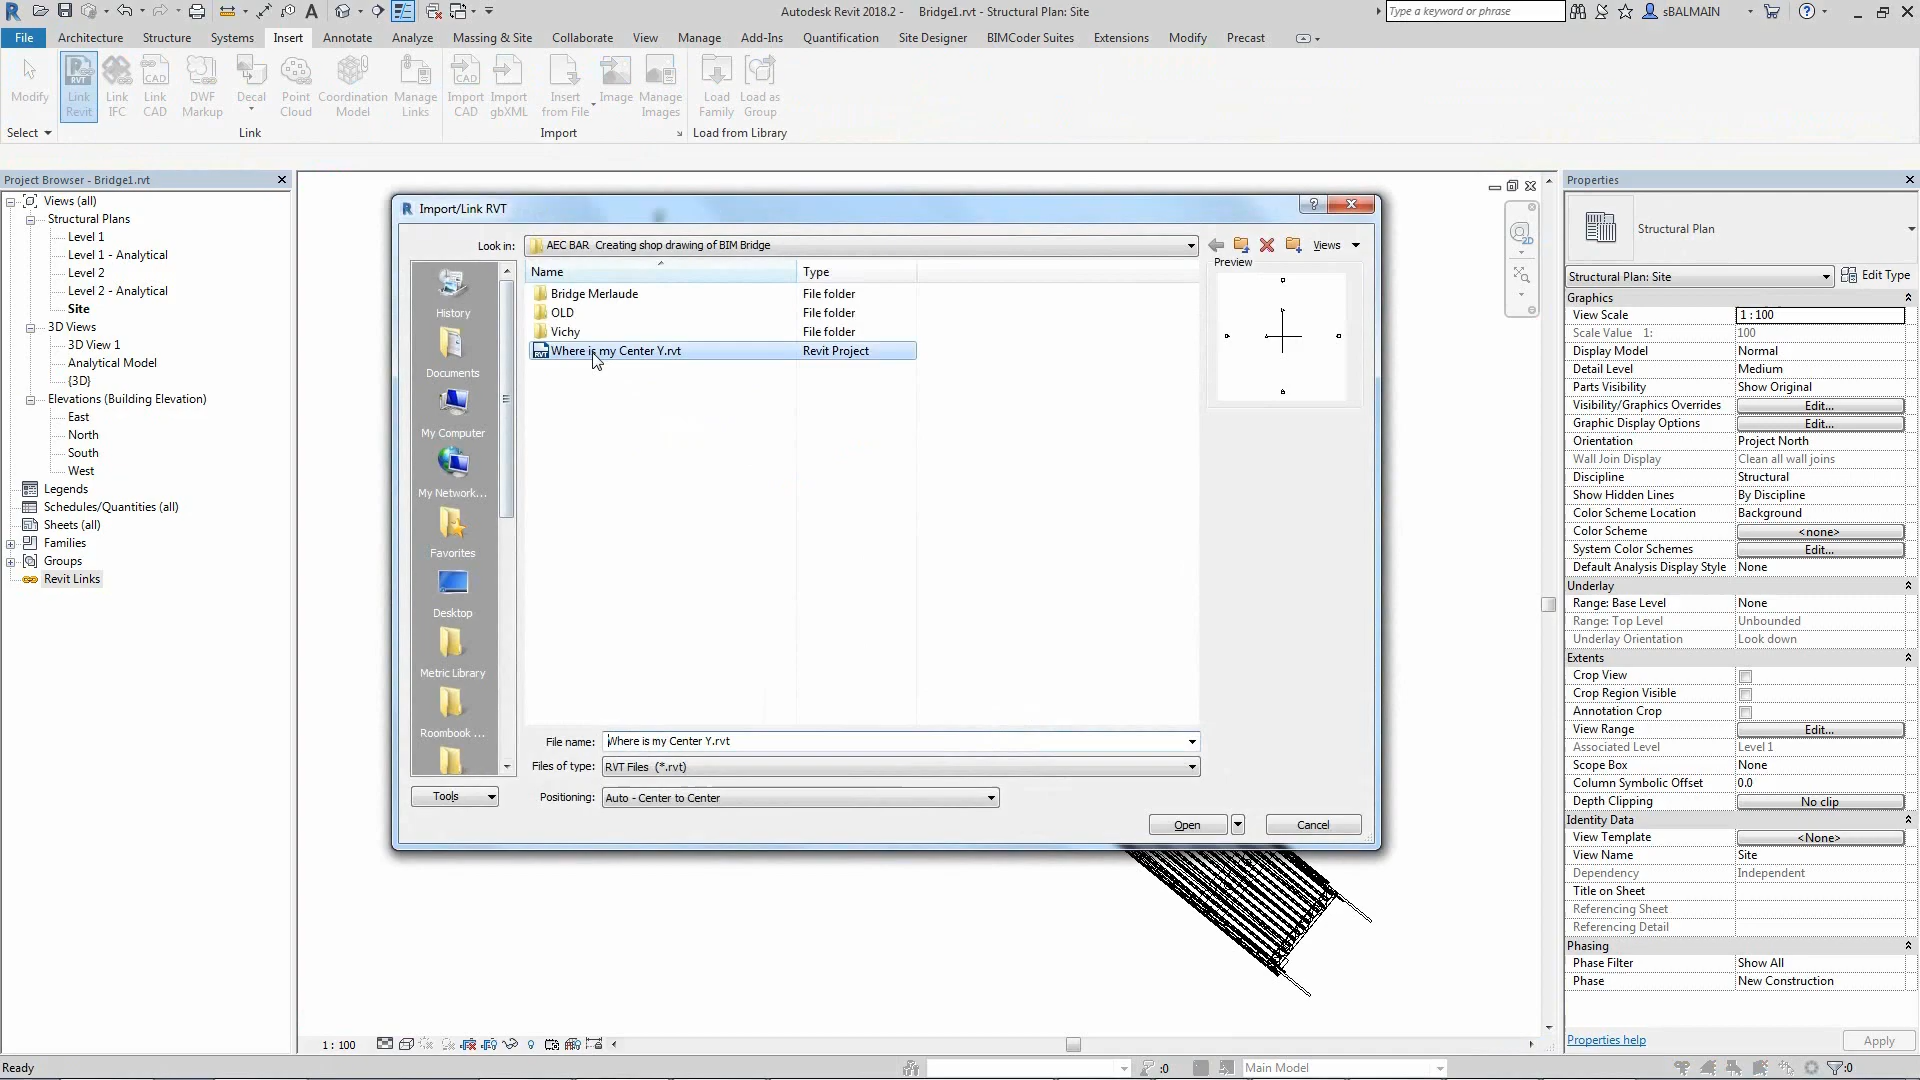 Autodesk Revit 2018.2 - Bridge1.rvt - Structural Plan: Site
Type a keyword or phrase
sBALMAIN
File Architecture Structure Systems Insert Annotate Analyze Massing & Site Collaborate View Manage Add-Ins Quantification Site Designer BIMCoder Suites Extensions Modify Precast
Modify
Link Revit
Link IFC
Link CAD
DWF Markup
Decal
Point Cloud
Coordination Model
Manage Links
Import CAD
Import gbXML
Insert from File
Image
Manage Images
Load Family
Load as Group
Select
Link
Import
Load from Library
Project Browser - Bridge1.rvt
Views (all)
Structural Plans
Level 1
Level 1 - Analytical
Level 2
Level 2 - Analytical
Site
3D Views
3D View 1
Analytical Model
{3D}
Elevations (Building Elevation)
East
North
South
West
Legends
Schedules/Quantities (all)
Sheets (all)
Families
Groups
Revit Links
Import/Link RVT
Look in: AEC BAR Creating shop drawing of BIM Bridge
Views
Name Type
Preview
Bridge Merlaude File folder
OLD File folder
Vichy File folder
Where is my Center Y.rvt Revit Project
History
Documents
My Computer
My Network...
Favorites
Desktop
Metric Library
Roombook ...
File name: Where is my Center Y.rvt
Files of type: RVT Files (*.rvt)
Tools
Positioning: Auto - Center to Center
Open
Cancel
Properties
Structural Plan
Structural Plan: Site
Edit Type
Graphics
View Scale 1 : 100
Scale Value 1: 100
Display Model Normal
Detail Level Medium
Parts Visibility Show Original
Visibility/Graphics Overrides Edit...
Graphic Display Options Edit...
Orientation Project North
Wall Join Display Clean all wall joins
Discipline Structural
Show Hidden Lines By Discipline
Color Scheme Location Background
Color Scheme <none>
System Color Schemes Edit...
Default Analysis Display Style None
Underlay
Range: Base Level None
Range: Top Level Unbounded
Underlay Orientation Look down
Extents
Crop View
Crop Region Visible
Annotation Crop
View Range Edit...
Associated Level Level 1
Scope Box None
Column Symbolic Offset 0.0
Depth Clipping No clip
Identity Data
View Template <None>
View Name Site
Dependency Independent
Title on Sheet
Referencing Sheet
Referencing Detail
Phasing
Phase Filter Show All
Phase New Construction
Properties help
Apply
1 : 100
Ready
:0
Main Model
:0